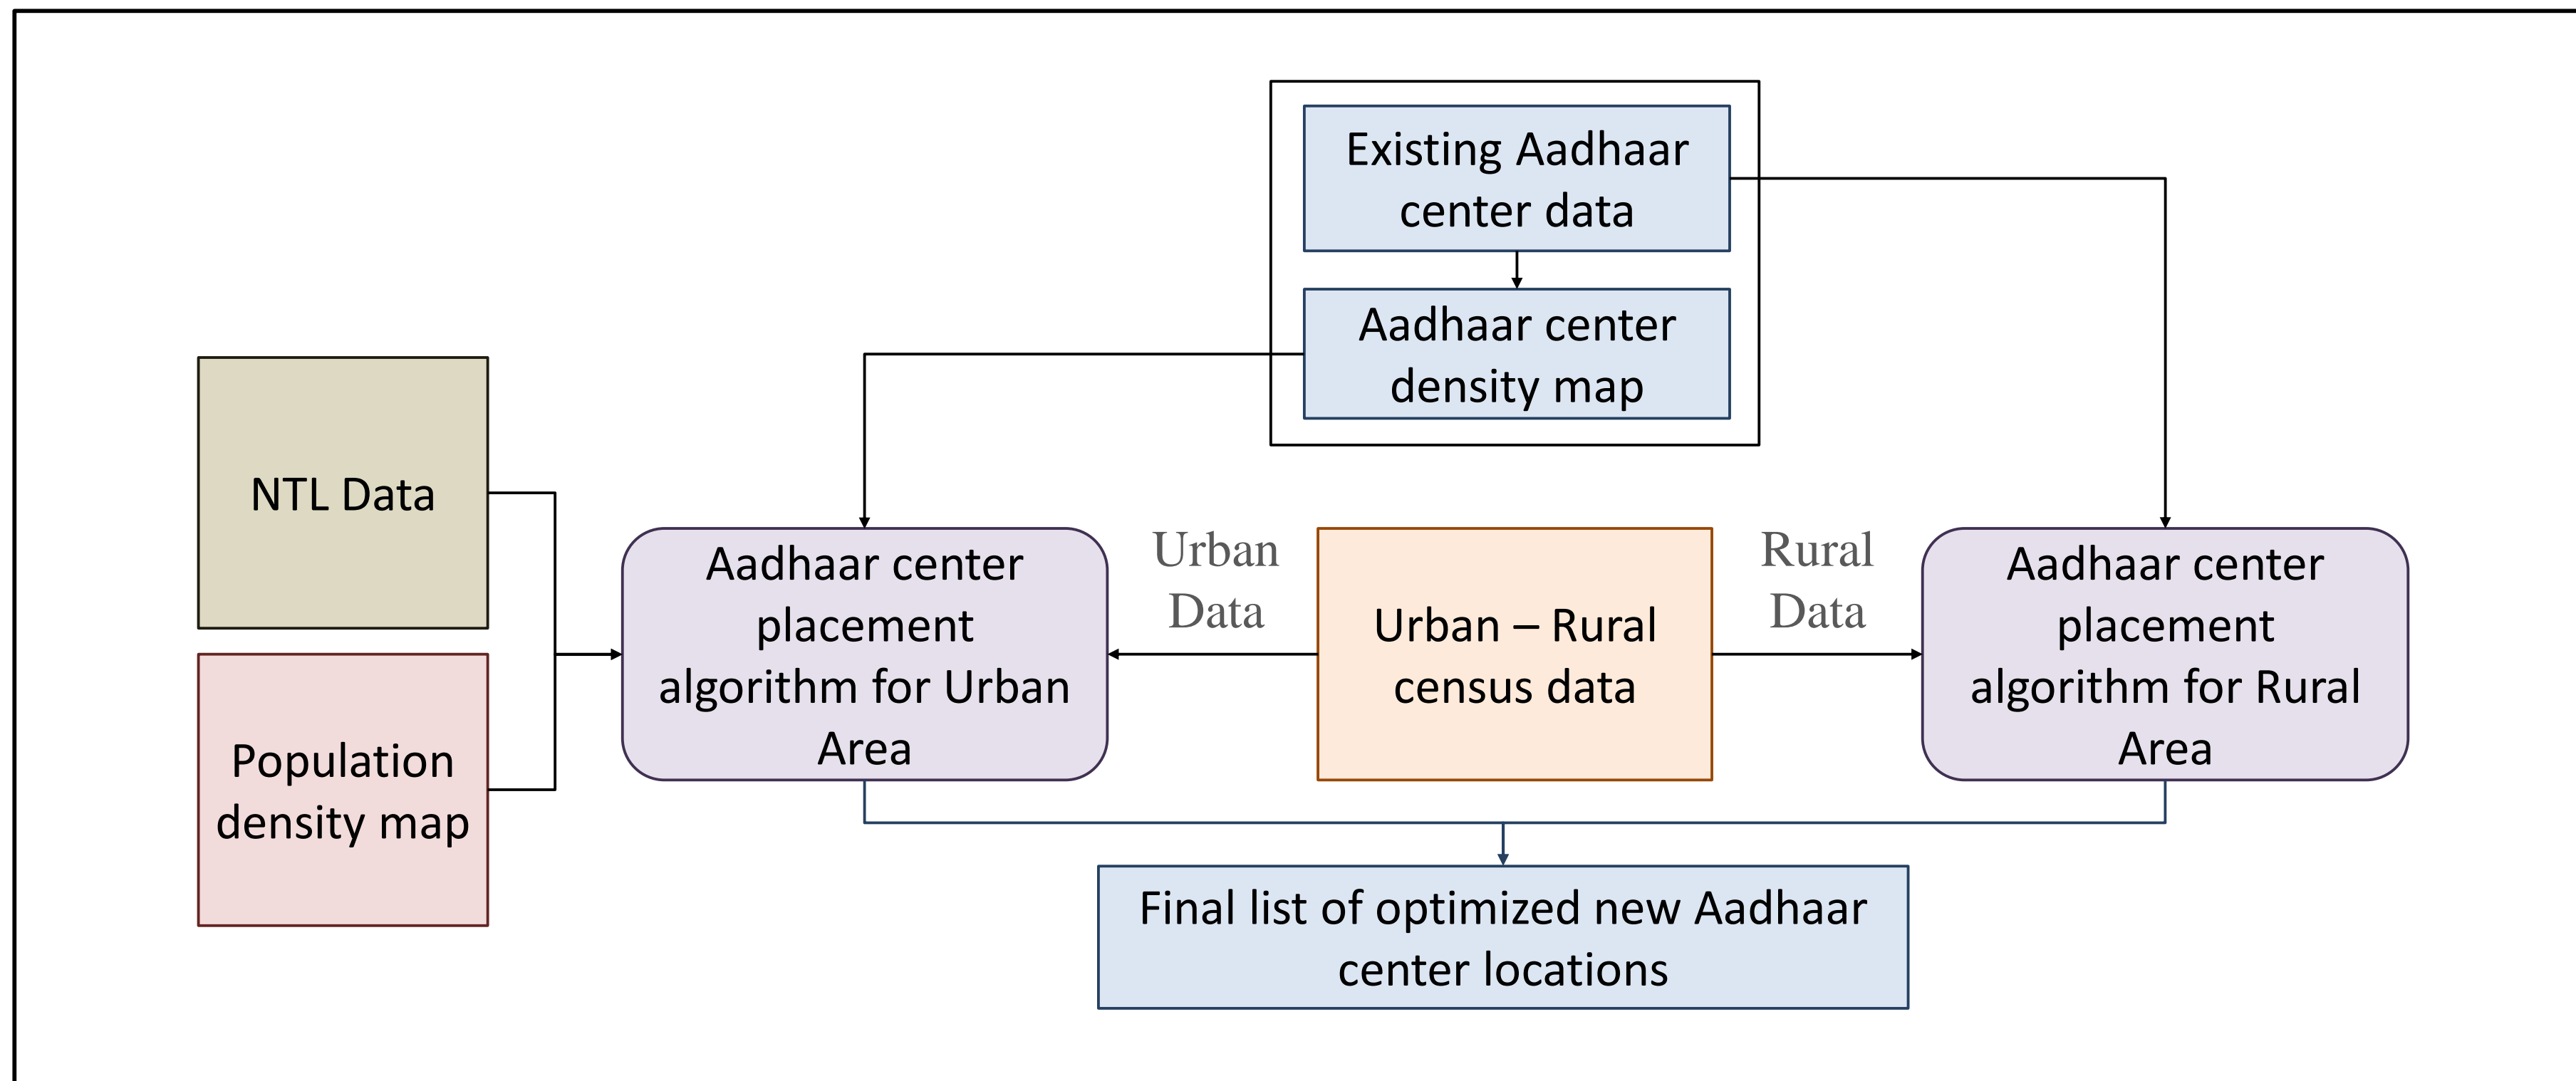 Existing Aadhaar
center data
Aadhaar center
density map
NTL Data
Population
density map
Aadhaar center
placement
algorithm for Urban
Area
Urban
Data
Urban – Rural
census data
Rural
Data
Aadhaar center
placement
algorithm for Rural
Area
Final list of optimized new Aadhaar
center locations